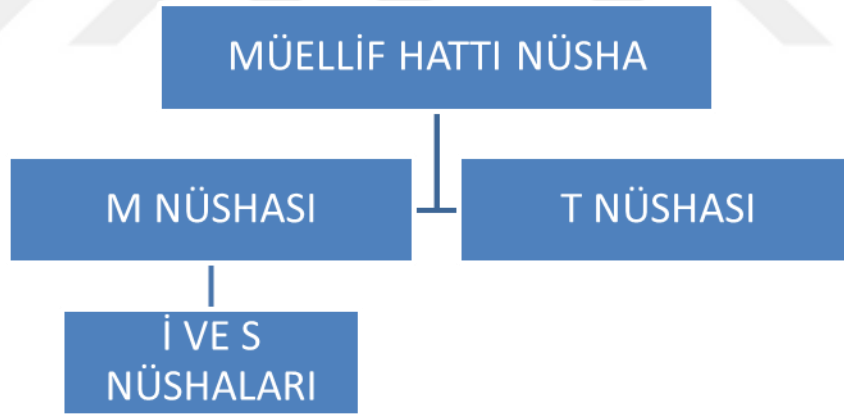 MÜELLİF HATTI NÜSHA
M NÜSHASI
T NÜSHASI
İ VE S
NÜSHALARI